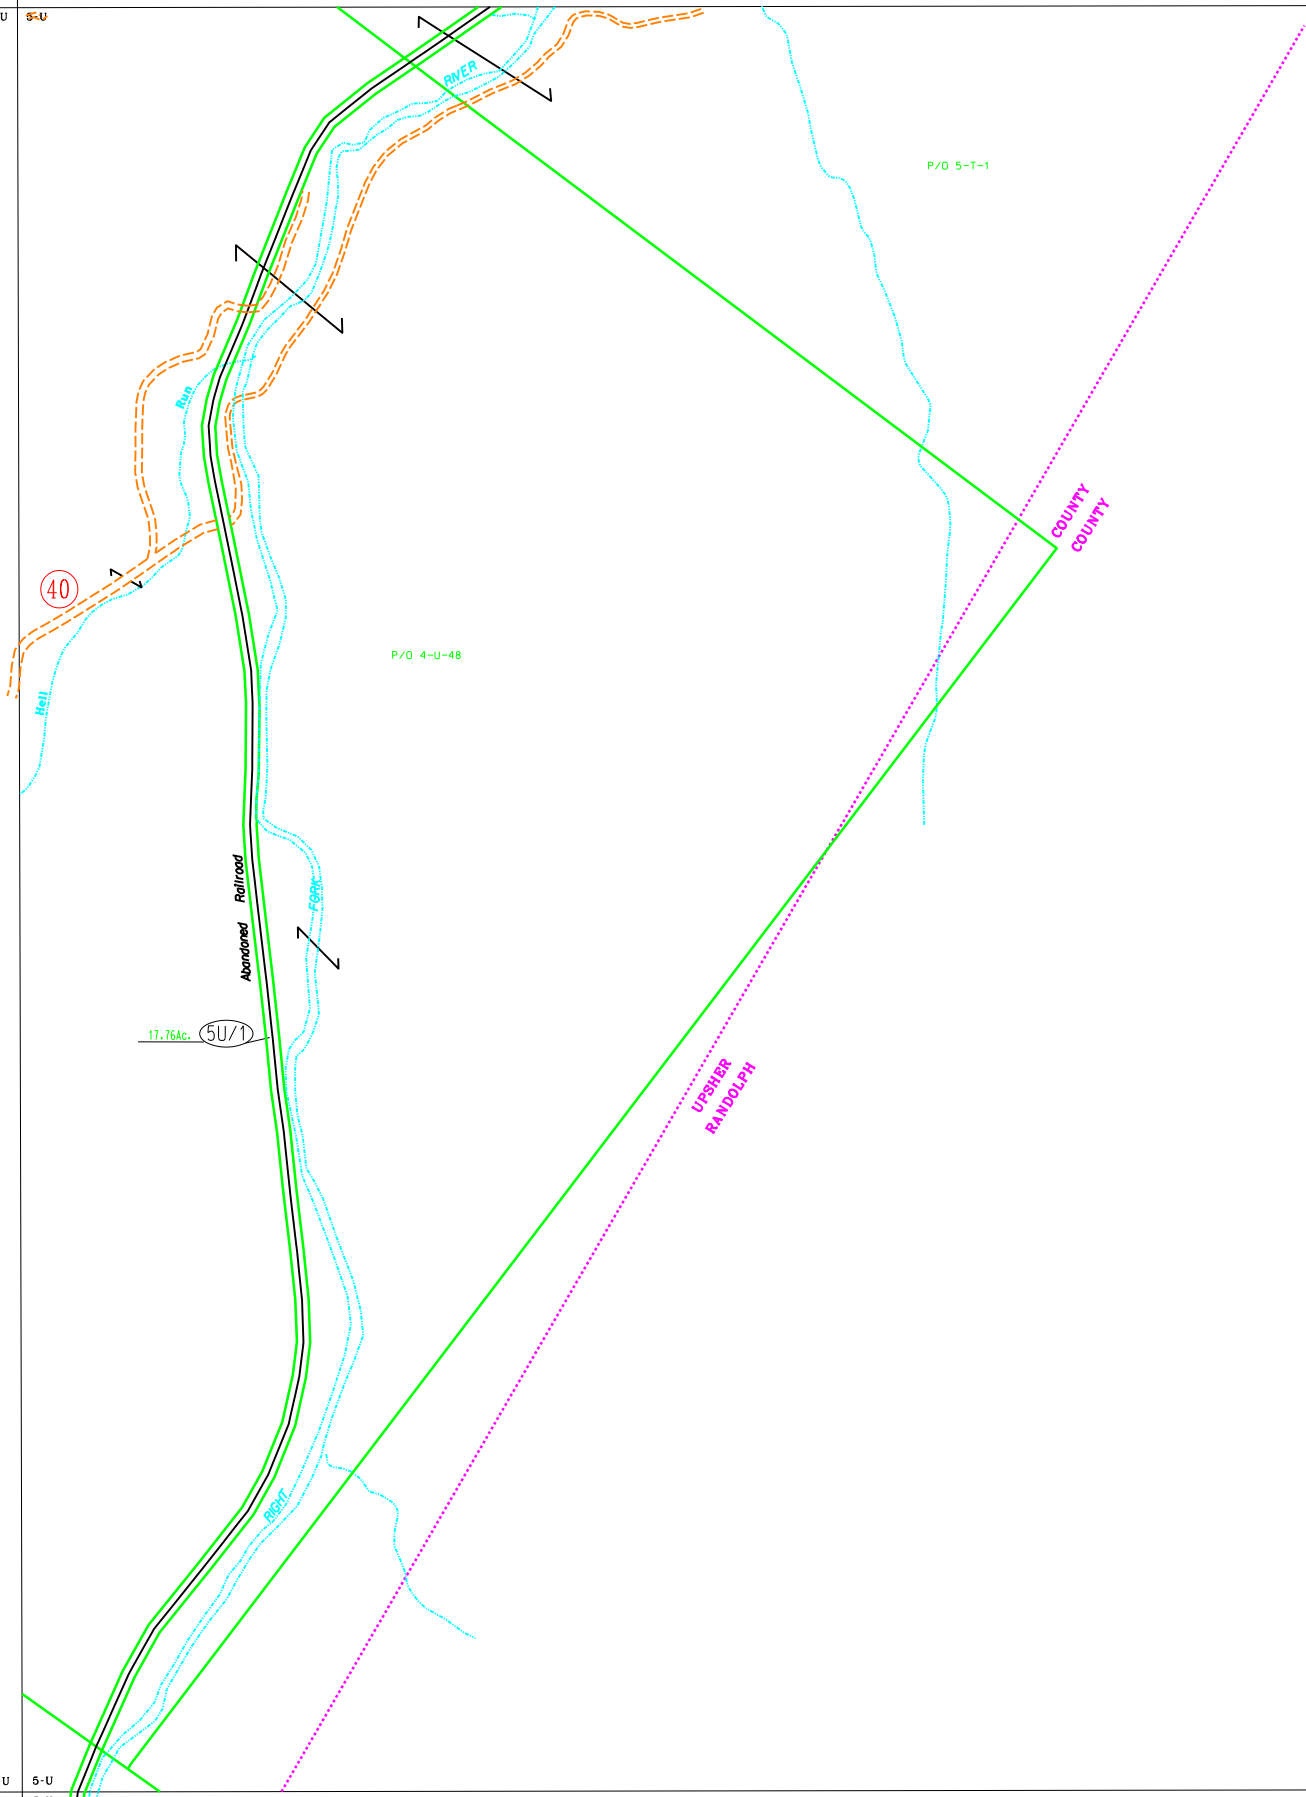 U 5-U
RIVER
P/O 5-T-1
Run
COUNTY
COUNTY
40
P/O 4-U-48
Hell
Abandoned Railroad
FORK
17.76Ac. 5U/1
UPSHER
RANDOLPH
RIGHT
U 5-U